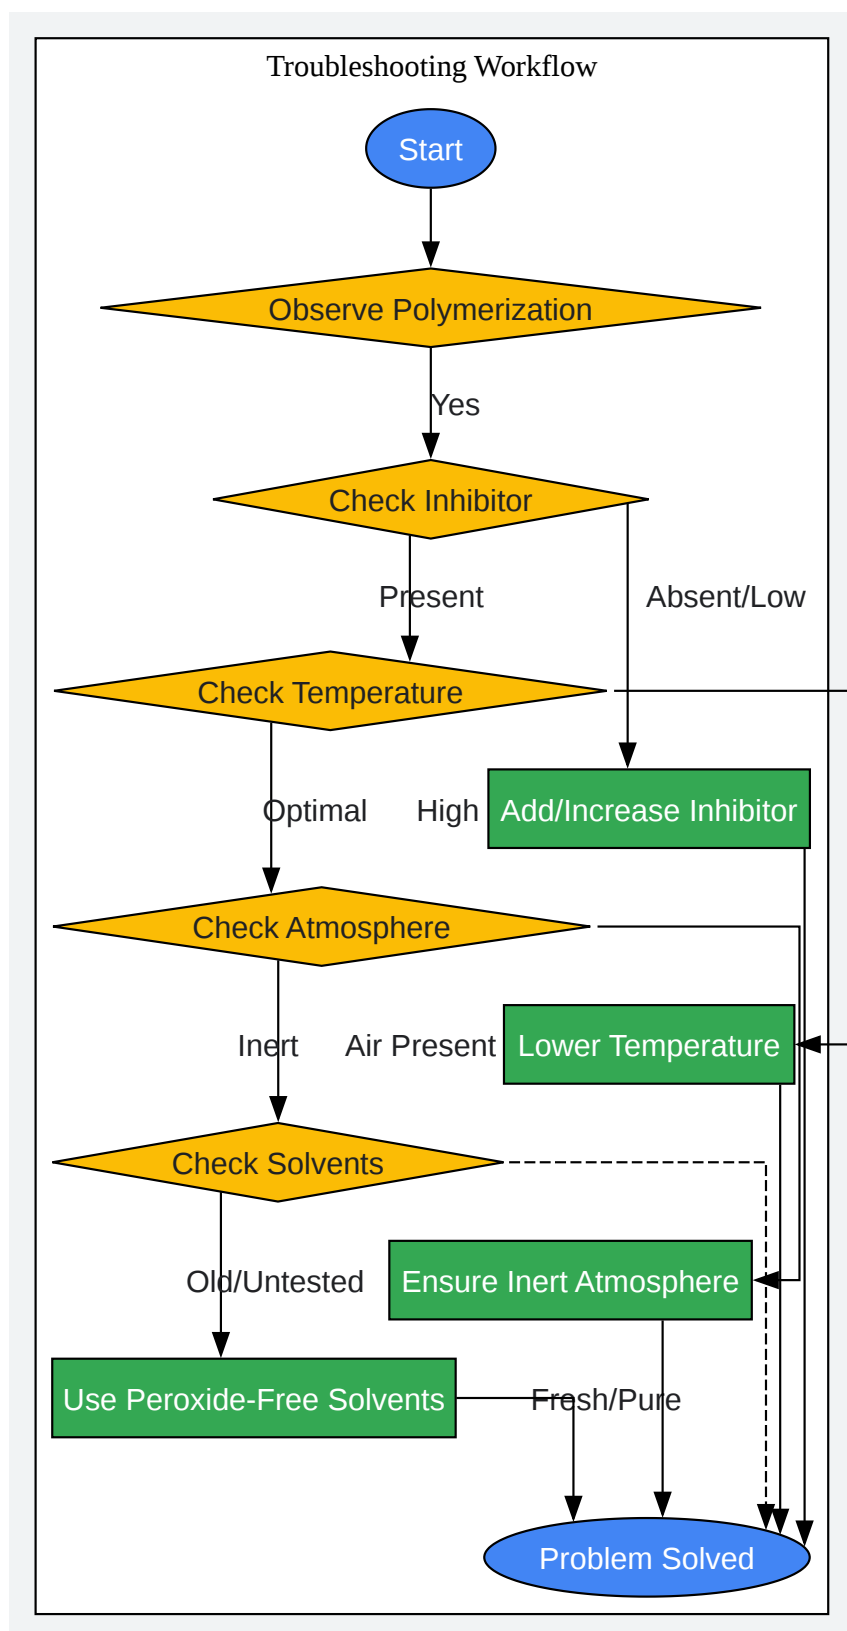 Troubleshooting Workflow
Start
Observe Polymerization
Yes
Check Inhibitor
Present
Absent/Low
Check Temperature
Optimal
High
Add/Increase Inhibitor
Check Atmosphere
Inert
Air Present
Lower Temperature
Check Solvents
Old/Untested
Ensure Inert Atmosphere
Use Peroxide-Free Solvents
Fresh/Pure
Problem Solved